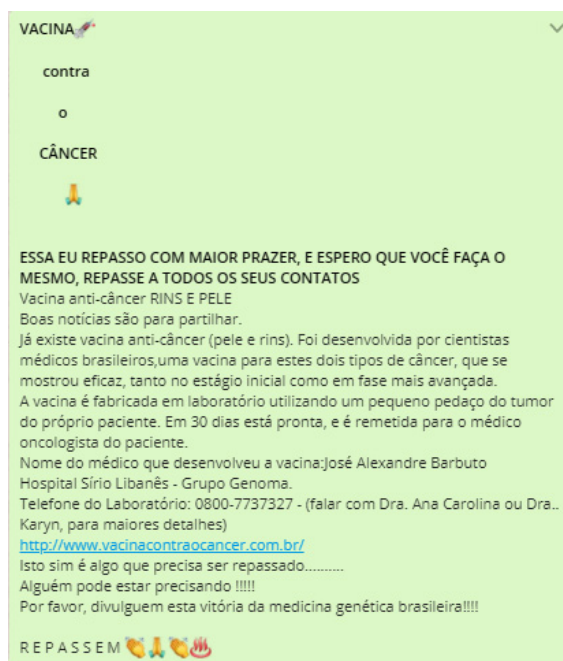 VACINA💉
contra
o
CÂNCER
🙏
ESSA EU REPASSO COM MAIOR PRAZER, E ESPERO QUE VOCÊ FAÇA O
MESMO, REPASSE A TODOS OS SEUS CONTATOS
Vacina anti-câncer RINS E PELE
Boas notícias são para partilhar.
Já existe vacina anti-câncer (pele e rins). Foi desenvolvida por cientistas
médicos brasileiros,uma vacina para estes dois tipos de câncer, que se
mostrou eficaz, tanto no estágio inicial como em fase mais avançada.
A vacina é fabricada em laboratório utilizando um pequeno pedaço do tumor
do próprio paciente. Em 30 dias está pronta, e é remetida para o médico
oncologista do paciente.
Nome do médico que desenvolveu a vacina:José Alexandre Barbuto
Hospital Sírio Libanês - Grupo Genoma.
Telefone do Laboratório: 0800-7737327 - (falar com Dra. Ana Carolina ou Dra..
Karyn, para maiores detalhes)
http://www.vacinacontraocancer.com.br/
Isto sim é algo que precisa ser repassado..........
Alguém pode estar precisando !!!!!
Por favor, divulguem esta vitória da medicina genética brasileira!!!!
R E P A S S E M 👏🙏👏♨